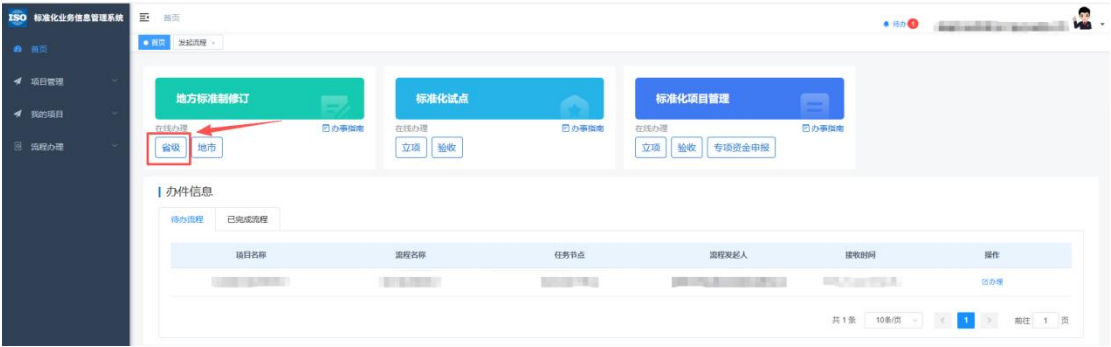 ISO 标准化业务信息管理系统
首页
待办 1
首页
项目管理
我的项目
流程办理
首页 发起流程 ×
地方标准制修订
在线办理 办事指南
省级 地市
标准化试点
在线办理 办事指南
立项 验收
标准化项目管理
在线办理 办事指南
立项 验收 专项资金申报
办件信息
待办流程 已完成流程
项目名称 流程名称 任务节点 流程发起人 接收时间 操作
办理
共 1 条 10条/页 < 1 > 前往 1 页